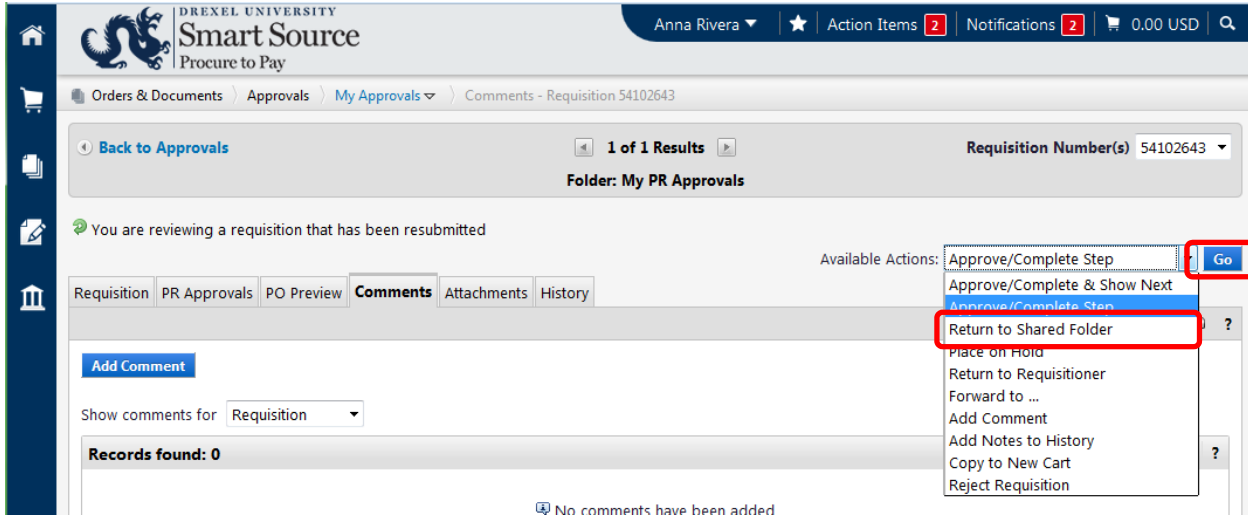 DREXEL UNIVERSITY
Smart Source
Procure to Pay
Anna Rivera Action Items 2 Notifications 2 0.00 USD
Orders & Documents Approvals My Approvals Comments - Requisition 54102643
Back to Approvals 1 of 1 Results Requisition Number(s) 54102643
Folder: My PR Approvals
You are reviewing a requisition that has been resubmitted
Available Actions: Approve/Complete Step Go
Requisition PR Approvals PO Preview Comments Attachments History
Approve/Complete & Show Next
Approve/Complete Step
Return to Shared Folder
?
Place on Hold
Add Comment
Return to Requisitioner
Forward to ...
Show comments for Requisition
Add Comment
Add Notes to History
Records found: 0
?
Copy to New Cart
Reject Requisition
No comments have been added